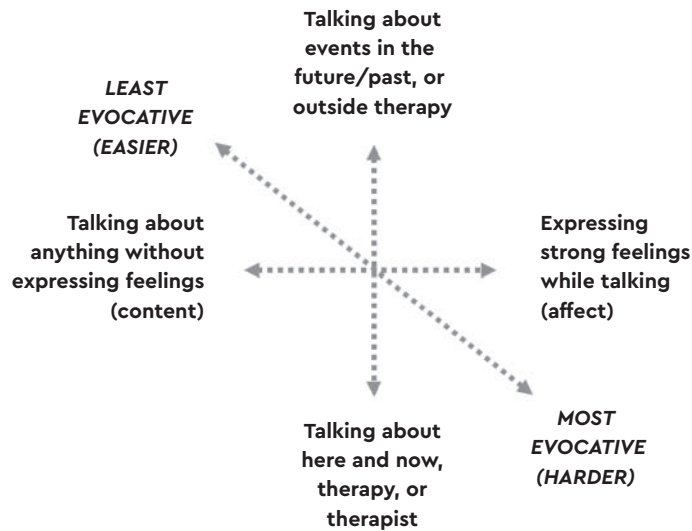 Talking about
events in the
future/past, or
outside therapy
LEAST
EVOCATIVE
(EASIER)
Talking about
anything without
expressing feelings
(content)
Expressing
strong feelings
while talking
(affect)
Talking about
here and now,
therapy, or
therapist
MOST
EVOCATIVE
(HARDER)